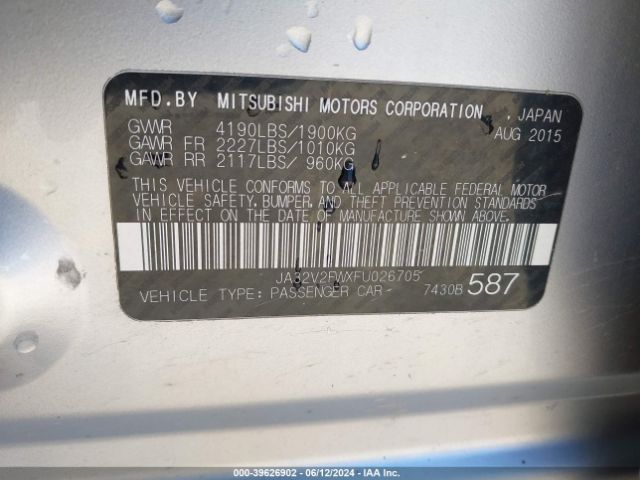 MFD.BY MITSUBISHI MOTORS CORPORATION , JAPAN
AUG 2015
GVWR 4190LBS/1900KG
GAWR FR 2227LBS/1010KG
GAWR RR 2117LBS/ 960KG
THIS VEHICLE CONFORMS TO ALL APPLICABLE FEDERAL MOTOR
VEHICLE SAFETY, BUMPER, AND THEFT PREVENTION STANDARDS
IN EFFECT ON THE DATE OF MANUFACTURE SHOWN ABOVE.
JA32V2FWXFU026705
VEHICLE TYPE: PASSENGER CAR 7430B 587
000-39626902 - 06/12/2024 - IAA Inc.